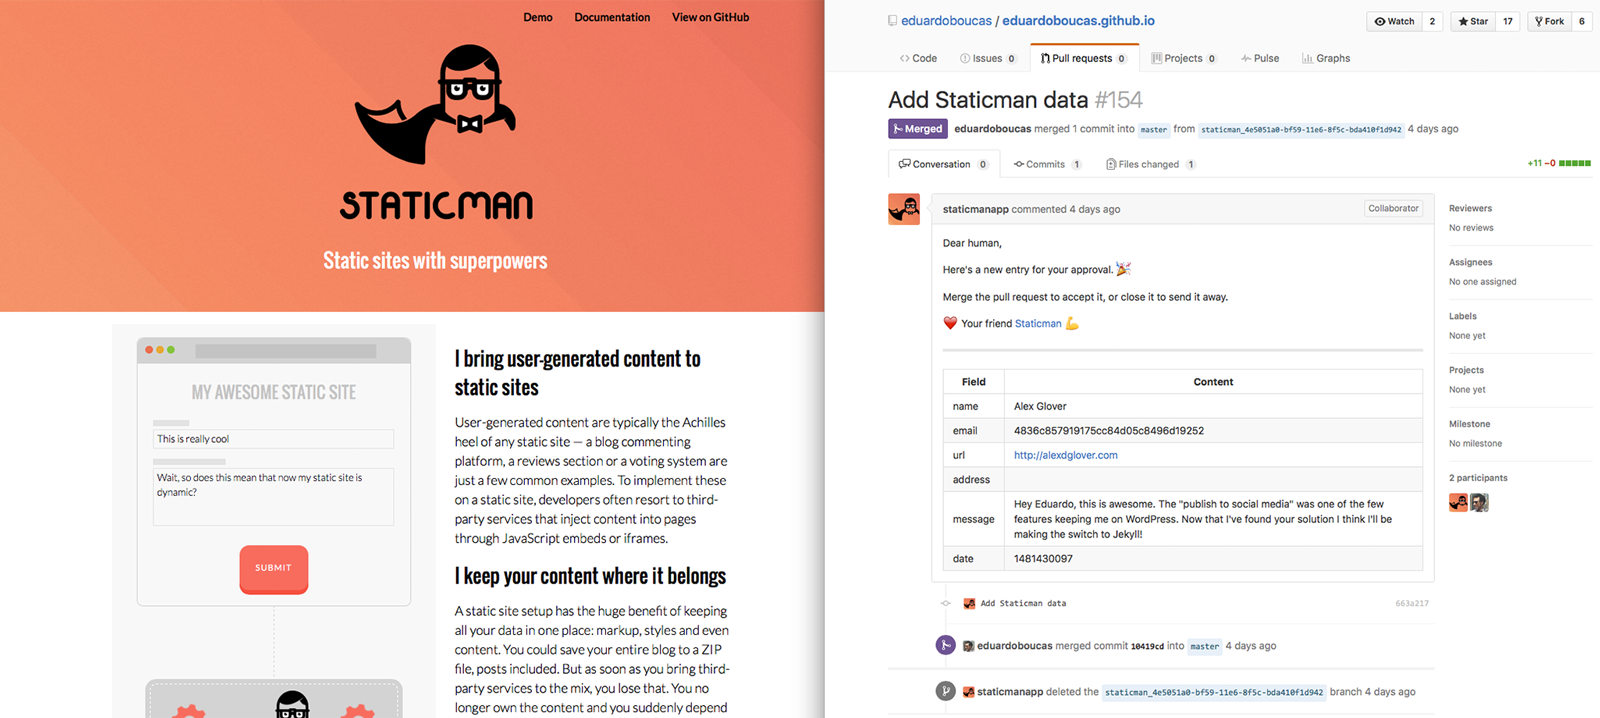 Demo Documentation View on GitHub
STATICMAN
Static sites with superpowers
MY AWESOME STATIC SITE
This is really cool
Wait, so does this mean that now my static site is
dynamic?
SUBMIT
I bring user-generated content to
static sites
User-generated content are typically the Achilles
heel of any static site — a blog commenting
platform, a reviews section or a voting system are
just a few common examples. To implement these
on a static site, developers often resort to third-
party services that inject content into pages
through JavaScript embeds or iframes.
I keep your content where it belongs
A static site setup has the huge benefit of keeping
all your data in one place: markup, styles and even
content. You could save your entire blog to a ZIP
file, posts included. But as soon as you bring third-
party services to the mix, you lose that. You no
longer own the content and you suddenly depend
eduardoboucas / eduardoboucas.github.io
Watch 2 Star 17 Fork 6
Code Issues 0 Pull requests 0 Projects 0 Pulse Graphs
Add Staticman data #154
Merged eduardoboucas merged 1 commit into master from staticman_4e5051a0-bf59-11e6-8f5c-bda410f1d942 4 days ago
Conversation 0 Commits 1 Files changed 1 +11 −0
staticmanapp commented 4 days ago Collaborator
Dear human,
Here's a new entry for your approval. 🎉
Merge the pull request to accept it, or close it to send it away.
❤️ Your friend Staticman 💪
Field Content
name Alex Glover
email 4836c857919175cc84d05c8496d19252
url http://alexdglover.com
address
message Hey Eduardo, this is awesome. The "publish to social media" was one of the few
features keeping me on WordPress. Now that I've found your solution I think I'll be
making the switch to Jekyll!
date 1481430097
Add Staticman data 663a217
eduardoboucas merged commit 10419cd into master 4 days ago
staticmanapp deleted the staticman_4e5051a0-bf59-11e6-8f5c-bda410f1d942 branch 4 days ago
Reviewers
No reviews
Assignees
No one assigned
Labels
None yet
Projects
None yet
Milestone
No milestone
2 participants